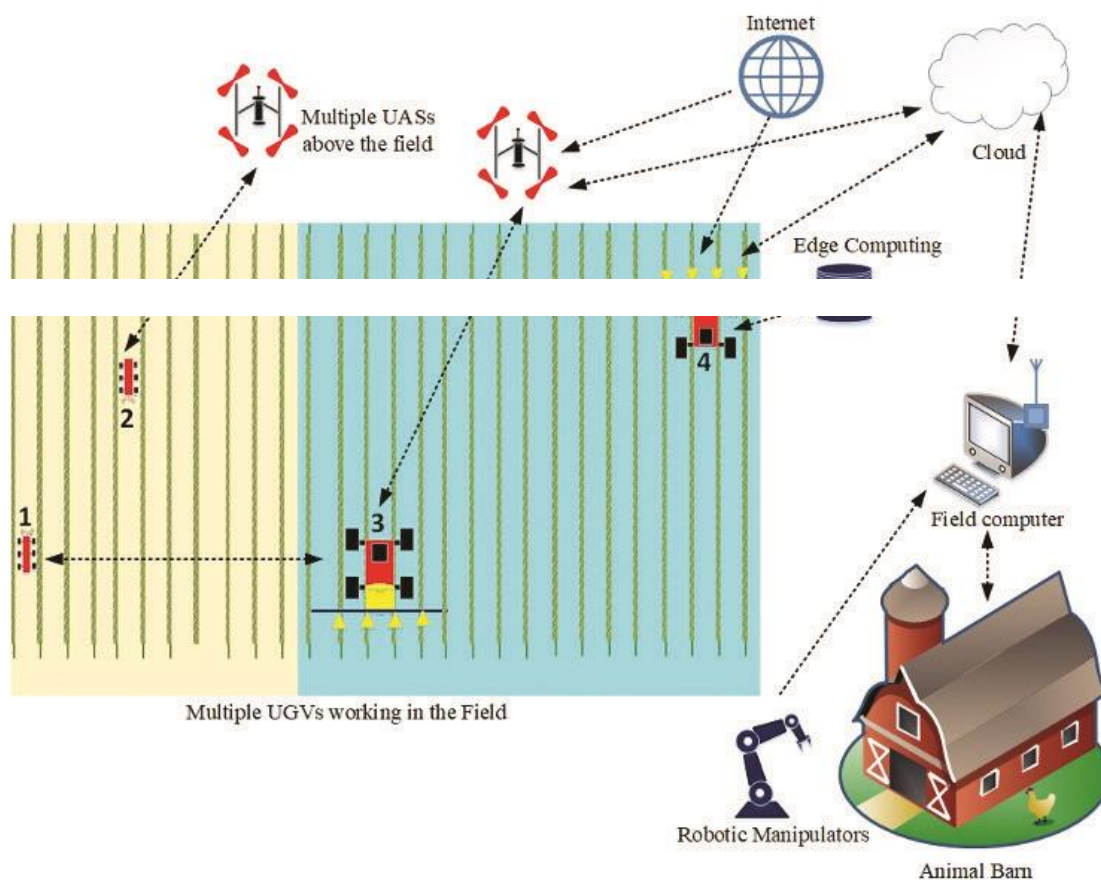 Internet
Multiple UASs
above the field
Cloud
Edge Computing
4
2
1
3
Field computer
Multiple UGVs working in the Field
Robotic Manipulators
Animal Barn